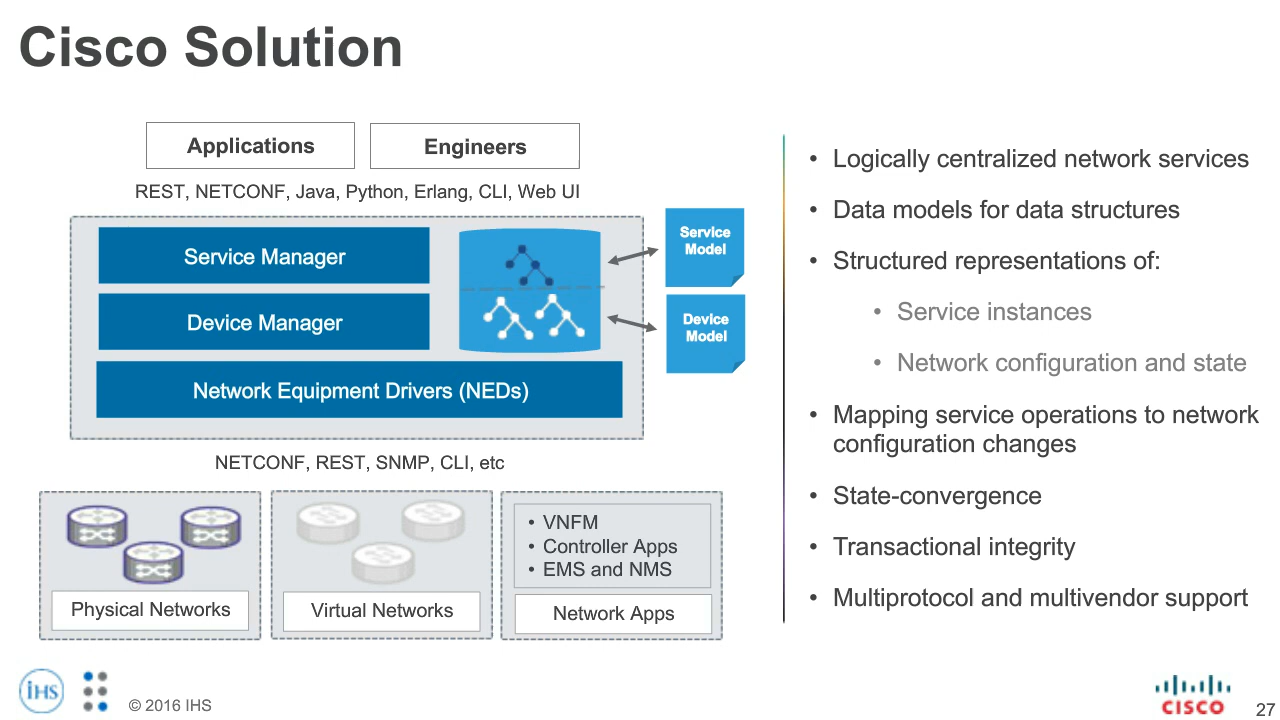 Cisco Solution
Applications
Engineers
REST, NETCONF, Java, Python, Erlang, CLI, Web UI
Service Manager
Device Manager
Network Equipment Drivers (NEDs)
Service
Model
Device
Model
NETCONF, REST, SNMP, CLI, etc
Physical Networks
Virtual Networks
• VNFM
• Controller Apps
• EMS and NMS
Network Apps
• Logically centralized network services
• Data models for data structures
• Structured representations of:
• Service instances
• Network configuration and state
• Mapping service operations to network
configuration changes
• State-convergence
• Transactional integrity
• Multiprotocol and multivendor support
iHS
© 2016 IHS
CISCO
27